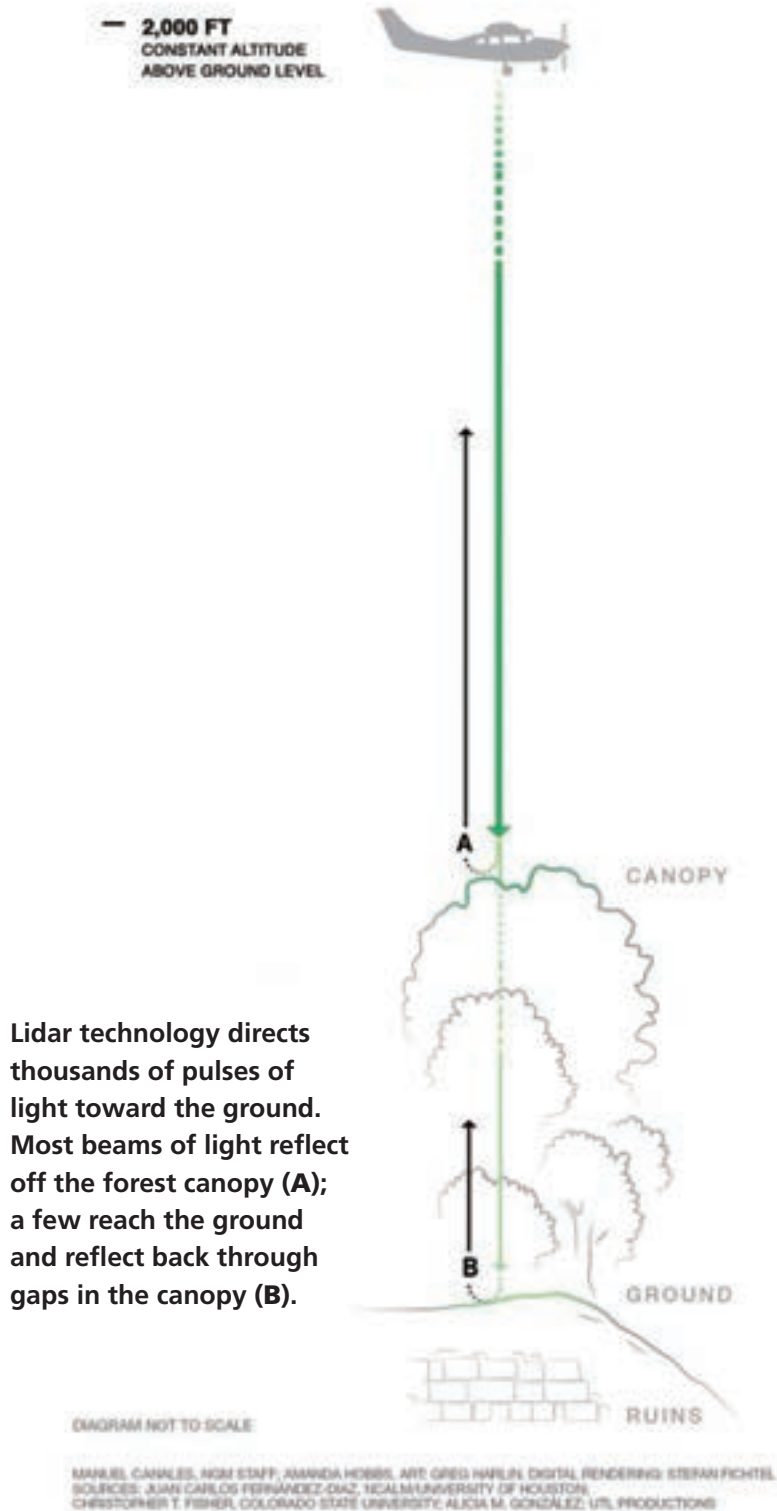 2,000 FT
CONSTANT ALTITUDE
ABOVE GROUND LEVEL
A
CANOPY
Lidar technology directs
thousands of pulses of
light toward the ground.
Most beams of light reflect
off the forest canopy (A);
a few reach the ground
and reflect back through
gaps in the canopy (B).
B
GROUND
RUINS
DIAGRAM NOT TO SCALE
MANUEL CANALES, NGM STAFF; AMANDA HOBBS. ART: GREG HARLIN. DIGITAL RENDERING: STEFAN FICHTEL
SOURCES: JUAN CARLOS FERNÁNDEZ-DIAZ, NCALM/UNIVERSITY OF HOUSTON;
CHRISTOPHER T. FISHER, COLORADO STATE UNIVERSITY; ALICIA M. GONZÁLEZ; UTL PRODUCTIONS